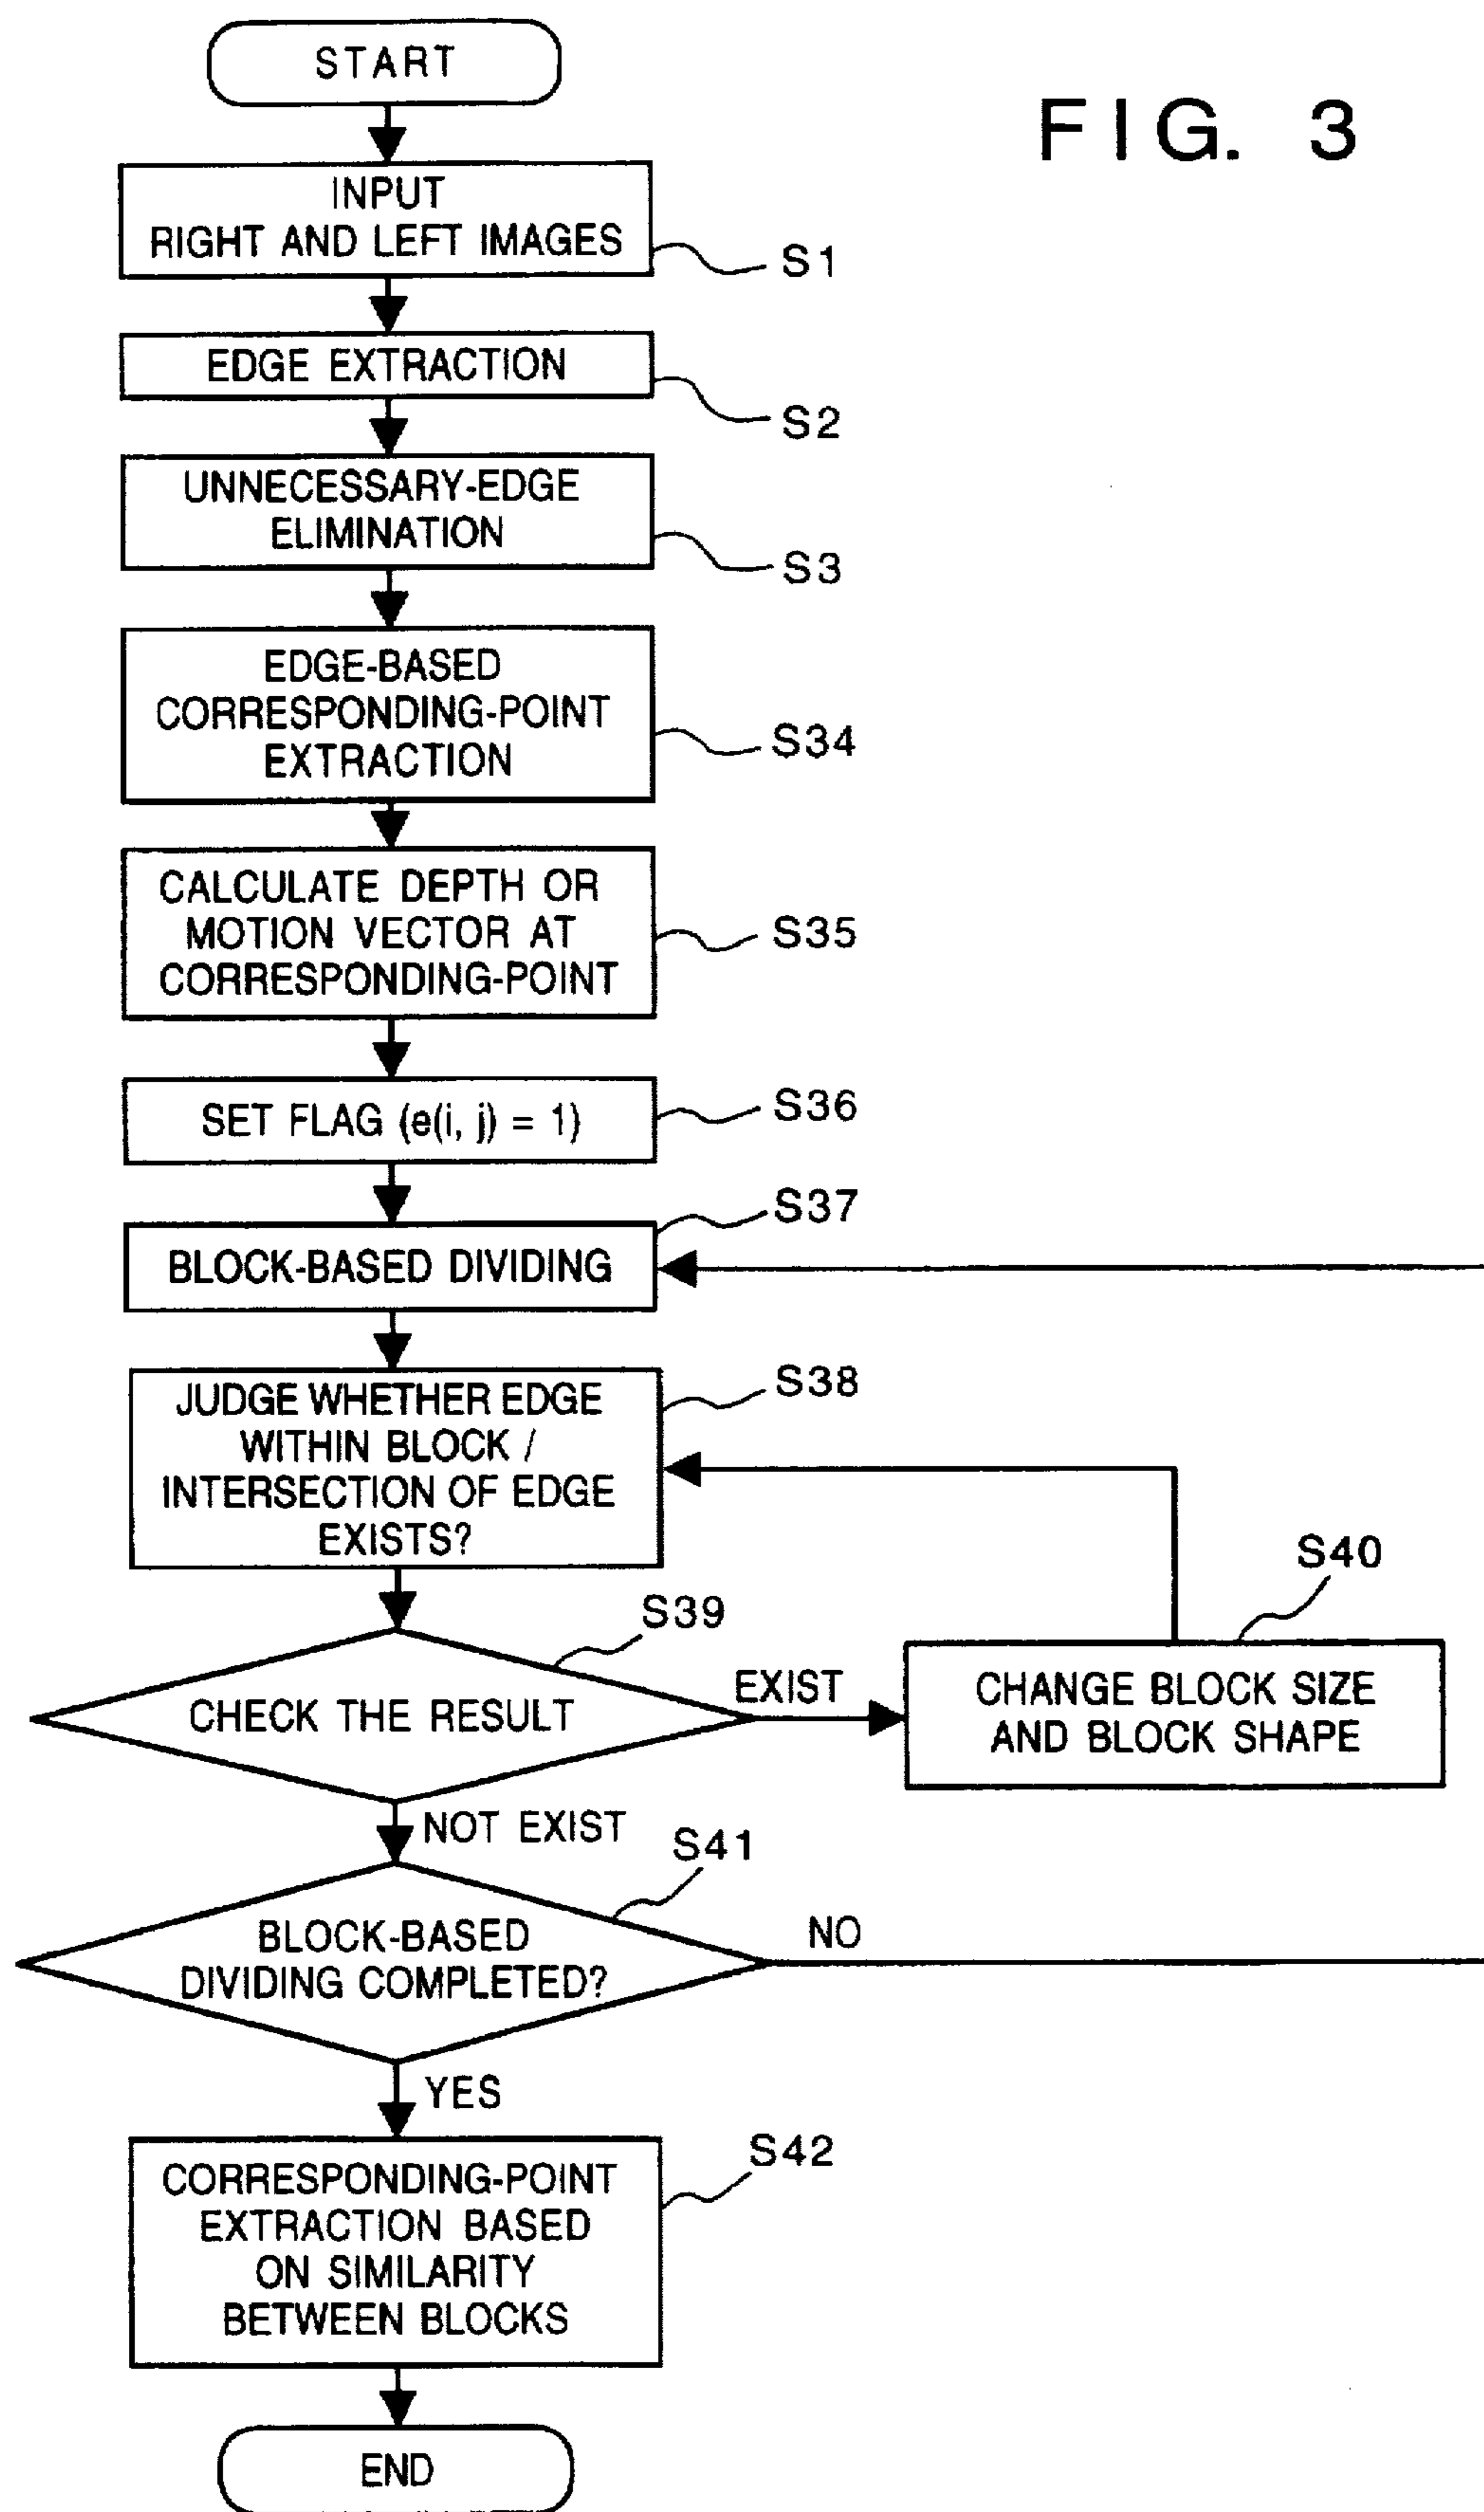 START
FIG. 3
INPUT
RIGHT AND LEFT IMAGES
S1
EDGE EXTRACTION
S2
UNNECESSARY-EDGE
ELIMINATION
S3
EDGE-BASED
CORRESPONDING-POINT
EXTRACTION
S34
CALCULATE DEPTH OR
MOTION VECTOR AT
CORRESPONDING-POINT
S35
SET FLAG (e(i, j) = 1)
S36
S37
BLOCK-BASED DIVIDING
S38
JUDGE WHETHER EDGE
WITHIN BLOCK /
INTERSECTION OF EDGE
EXISTS?
S39
CHECK THE RESULT
EXIST
S40
CHANGE BLOCK SIZE
AND BLOCK SHAPE
NOT EXIST
S41
BLOCK-BASED
DIVIDING COMPLETED?
NO
YES
S42
CORRESPONDING-POINT
EXTRACTION BASED
ON SIMILARITY
BETWEEN BLOCKS
END